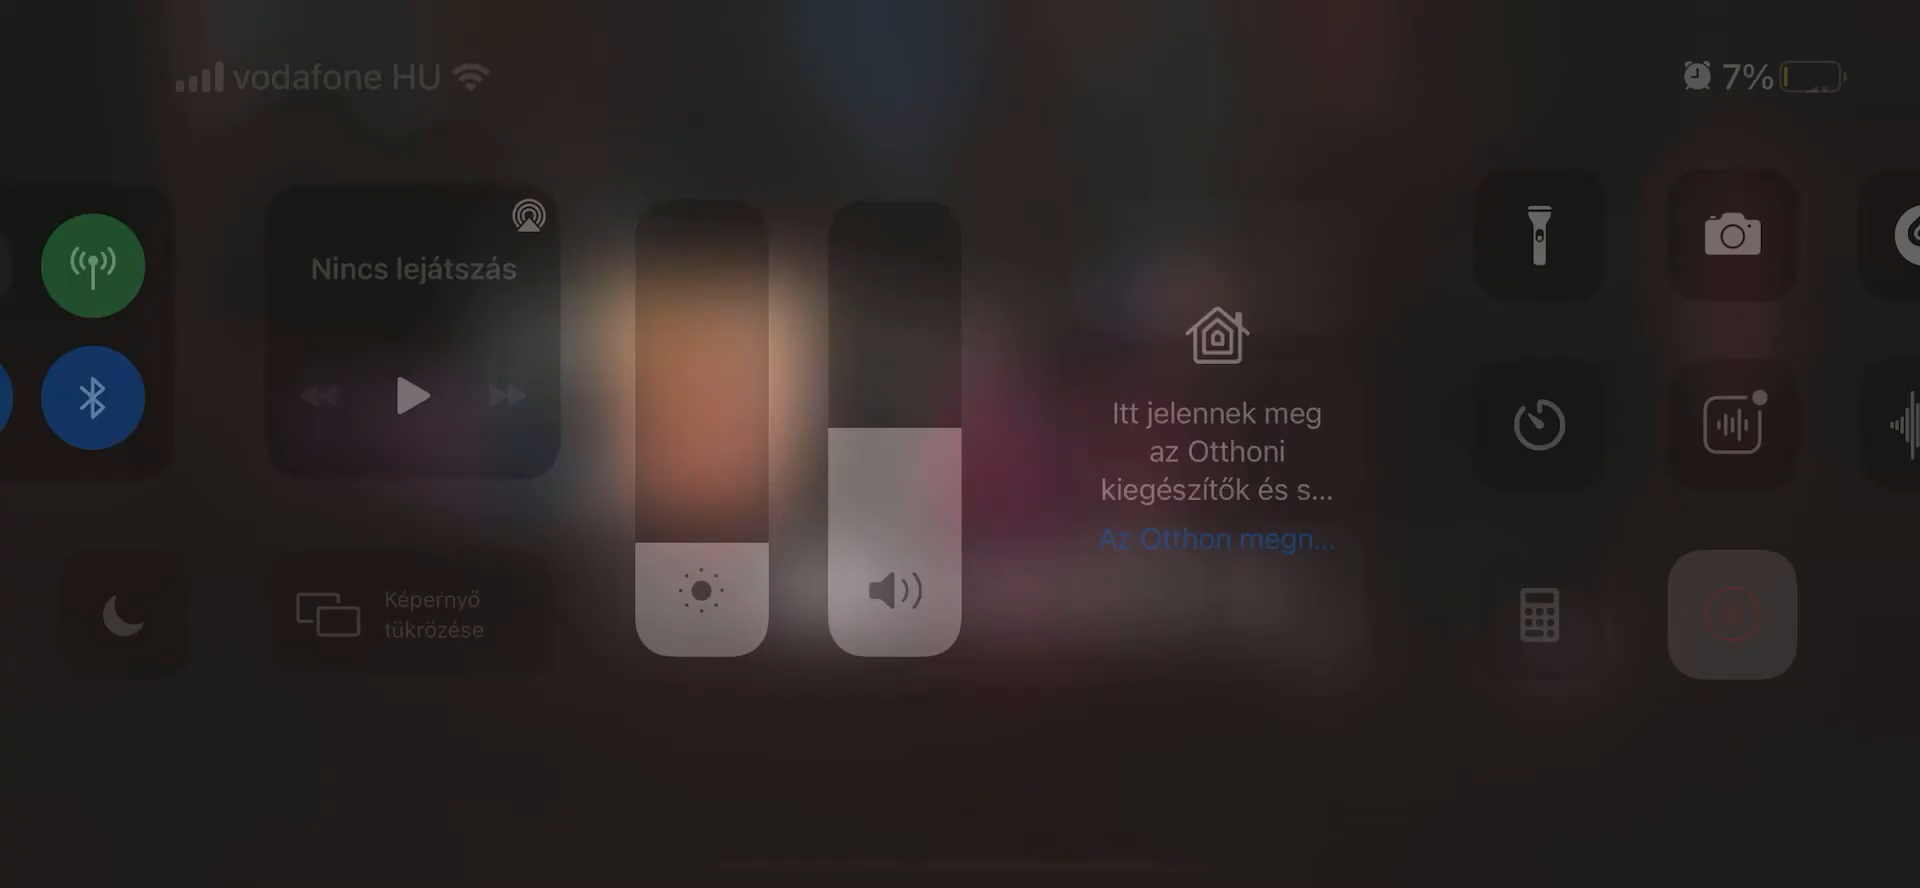 vodafone HU
7%
Nincs lejátszás
Itt jelennek meg
az Otthoni
kiegészítők és s...
Az Otthon megn...
Képernyő
tükrözése